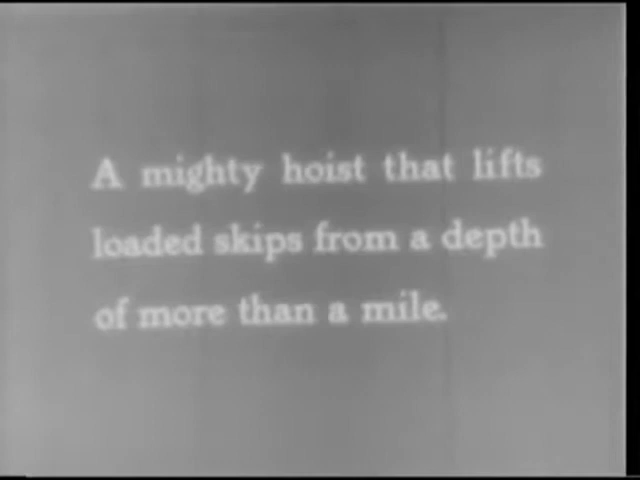 A mighty hoist that lifts
loaded skips from a depth
of more than a mile.